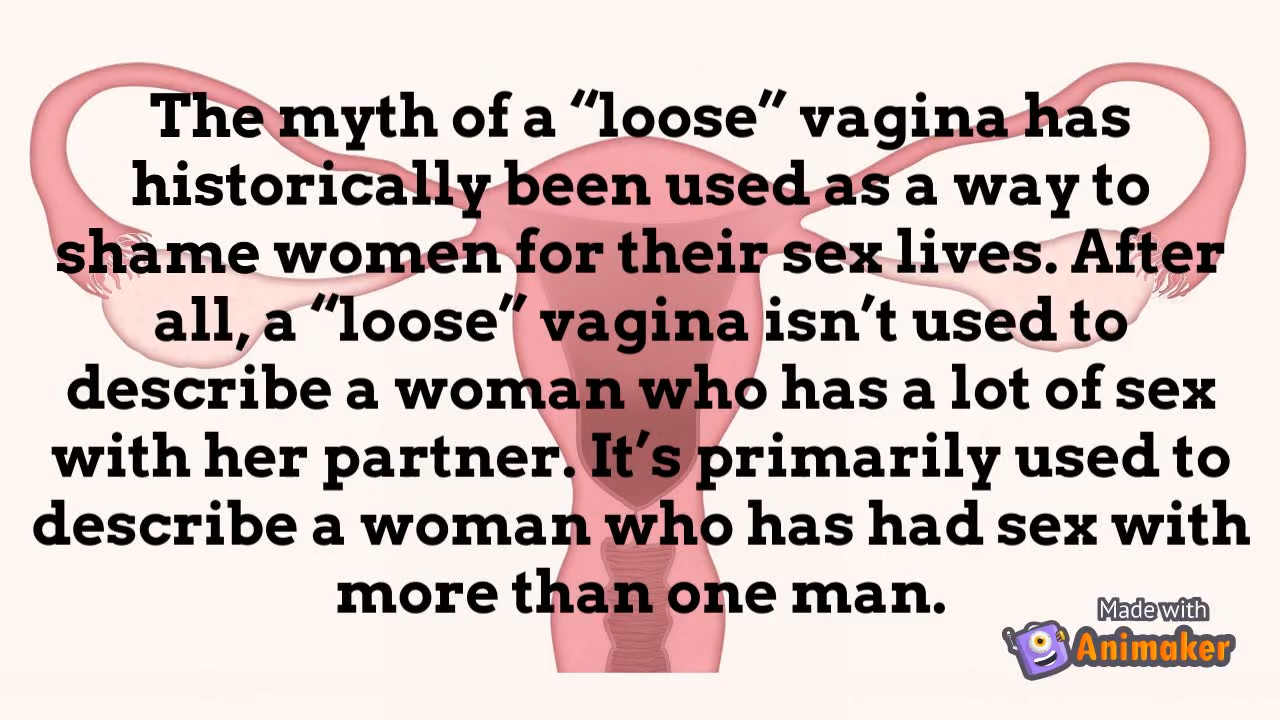 The myth of a “loose” vagina has
historically been used as a way to
shame women for their sex lives. After
all, a “loose” vagina isn’t used to
describe a woman who has a lot of sex
with her partner. It’s primarily used to
describe a woman who has had sex with
more than one man.
Made with
Animaker